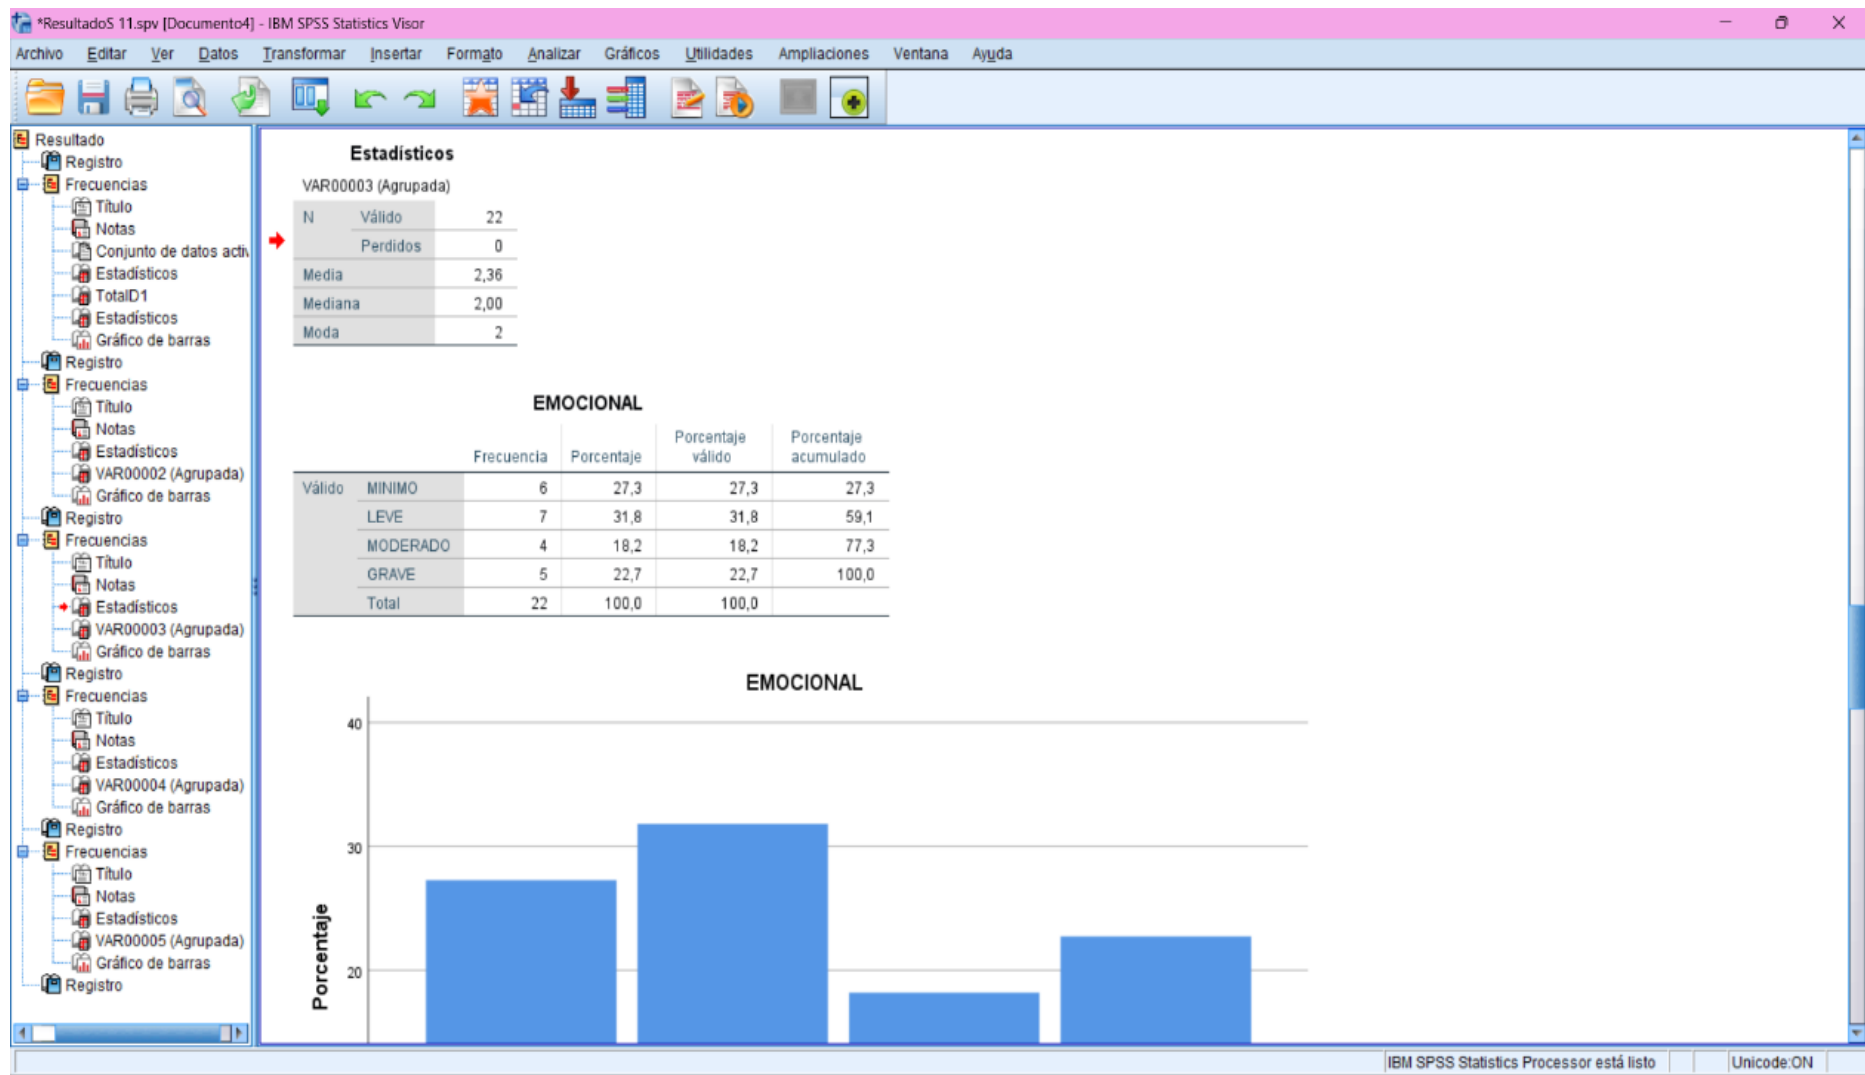 *ResultadoS 11.spv [Documento4] - IBM SPSS Statistics Visor
Archivo Editar Ver Datos Transformar Insertar Formato Analizar Gráficos Utilidades Ampliaciones Ventana Ayuda
Resultado
Registro
Frecuencias
Título
Notas
Conjunto de datos activ
Estadísticos
TotalD1
Estadísticos
Gráfico de barras
Registro
Frecuencias
Título
Notas
Estadísticos
VAR00002 (Agrupada)
Gráfico de barras
Registro
Frecuencias
Título
Notas
Estadísticos
VAR00003 (Agrupada)
Gráfico de barras
Registro
Frecuencias
Título
Notas
Estadísticos
VAR00004 (Agrupada)
Gráfico de barras
Registro
Frecuencias
Título
Notas
Estadísticos
VAR00005 (Agrupada)
Gráfico de barras
Registro
Estadísticos
VAR00003 (Agrupada)
N Válido 22
Perdidos 0
Media 2,36
Mediana 2,00
Moda 2
EMOCIONAL
Frecuencia Porcentaje Porcentaje válido Porcentaje acumulado
Válido MINIMO 6 27,3 27,3 27,3
LEVE 7 31,8 31,8 59,1
MODERADO 4 18,2 18,2 77,3
GRAVE 5 22,7 22,7 100,0
Total 22 100,0 100,0
EMOCIONAL
40
30
20
Porcentaje
IBM SPSS Statistics Processor está listo Unicode:ON